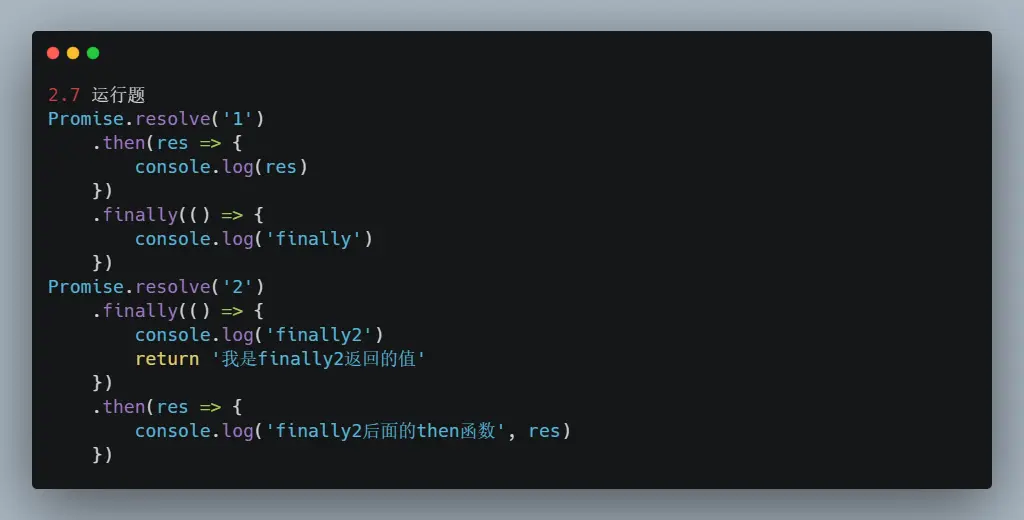 2.7 运行题
Promise.resolve('1')
    .then(res => {
        console.log(res)
    })
    .finally(() => {
        console.log('finally')
    })
Promise.resolve('2')
    .finally(() => {
        console.log('finally2')
        return '我是finally2返回的值'
    })
    .then(res => {
        console.log('finally2后面的then函数', res)
    })